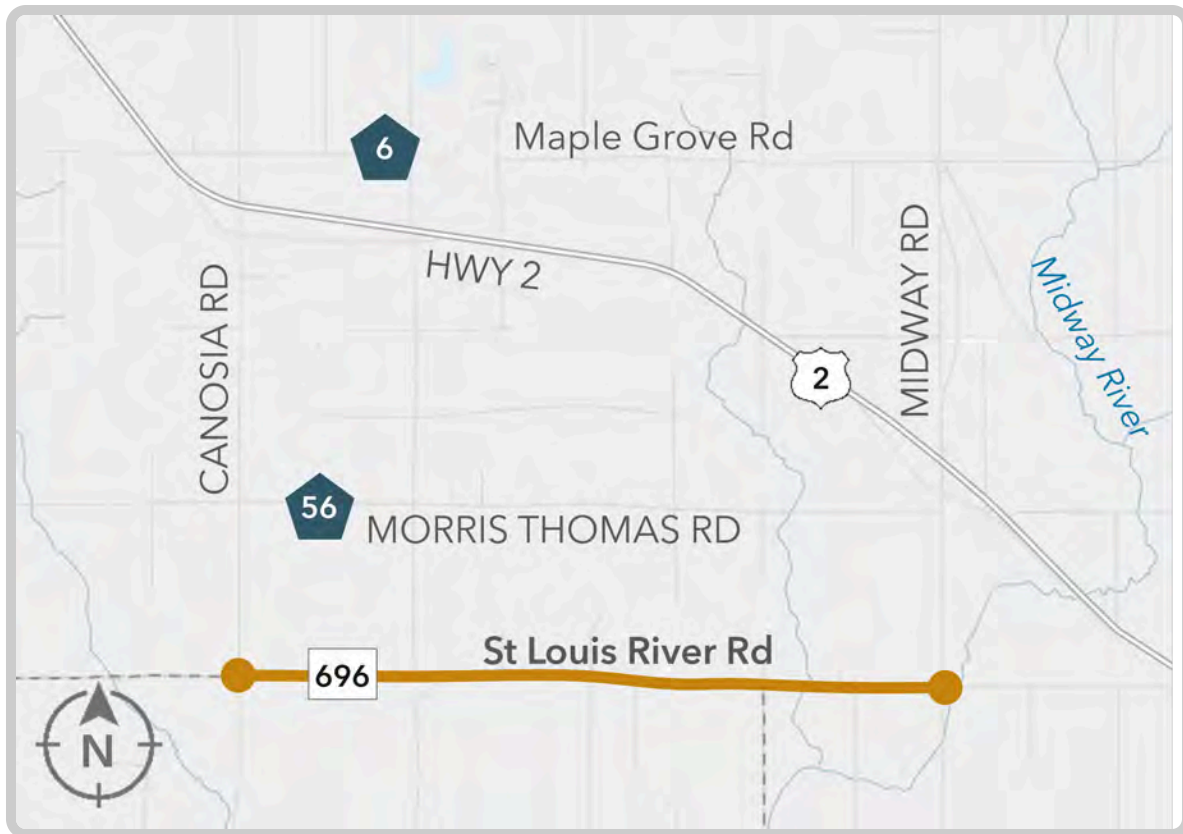 6
Maple Grove Rd
HWY 2
CANOSIA RD
MIDWAY RD
Midway River
2
56
MORRIS THOMAS RD
St Louis River Rd
696
N